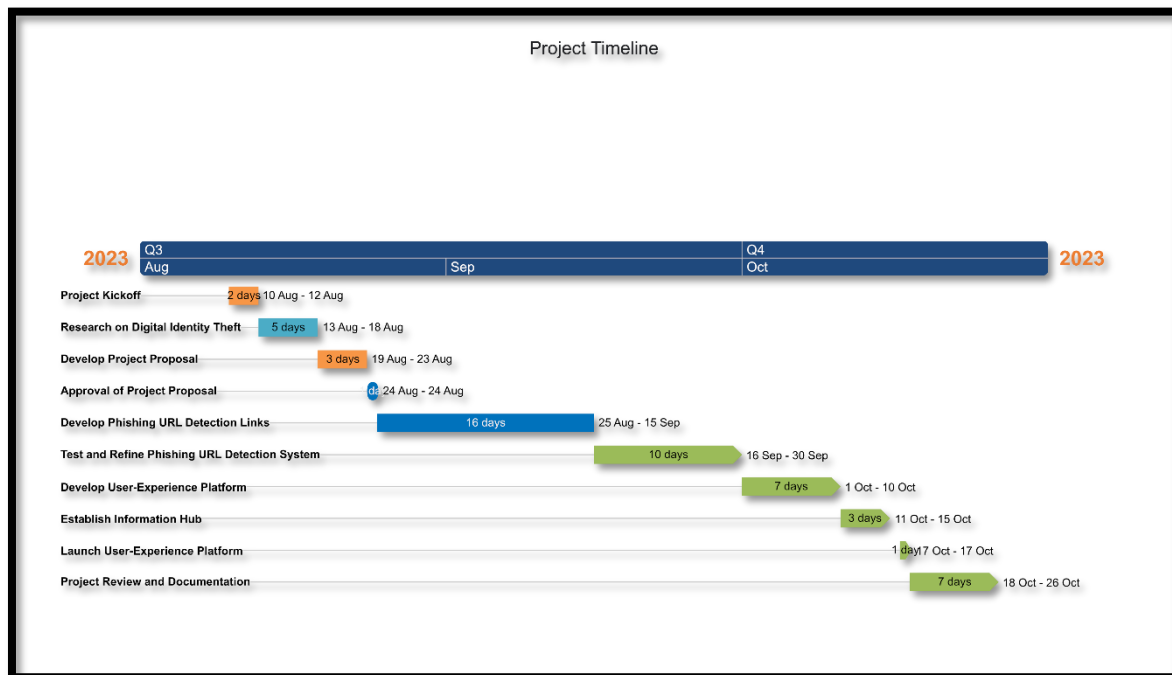 Project Timeline
2023 Q3 Q4 2023
Aug Sep Oct
Project Kickoff 2 days 10 Aug - 12 Aug
Research on Digital Identity Theft 5 days 13 Aug - 18 Aug
Develop Project Proposal 3 days 19 Aug - 23 Aug
Approval of Project Proposal da 24 Aug - 24 Aug
Develop Phishing URL Detection Links 16 days 25 Aug - 15 Sep
Test and Refine Phishing URL Detection System 10 days 16 Sep - 30 Sep
Develop User-Experience Platform 7 days 1 Oct - 10 Oct
Establish Information Hub 3 days 11 Oct - 15 Oct
Launch User-Experience Platform 1 day 17 Oct - 17 Oct
Project Review and Documentation 7 days 18 Oct - 26 Oct